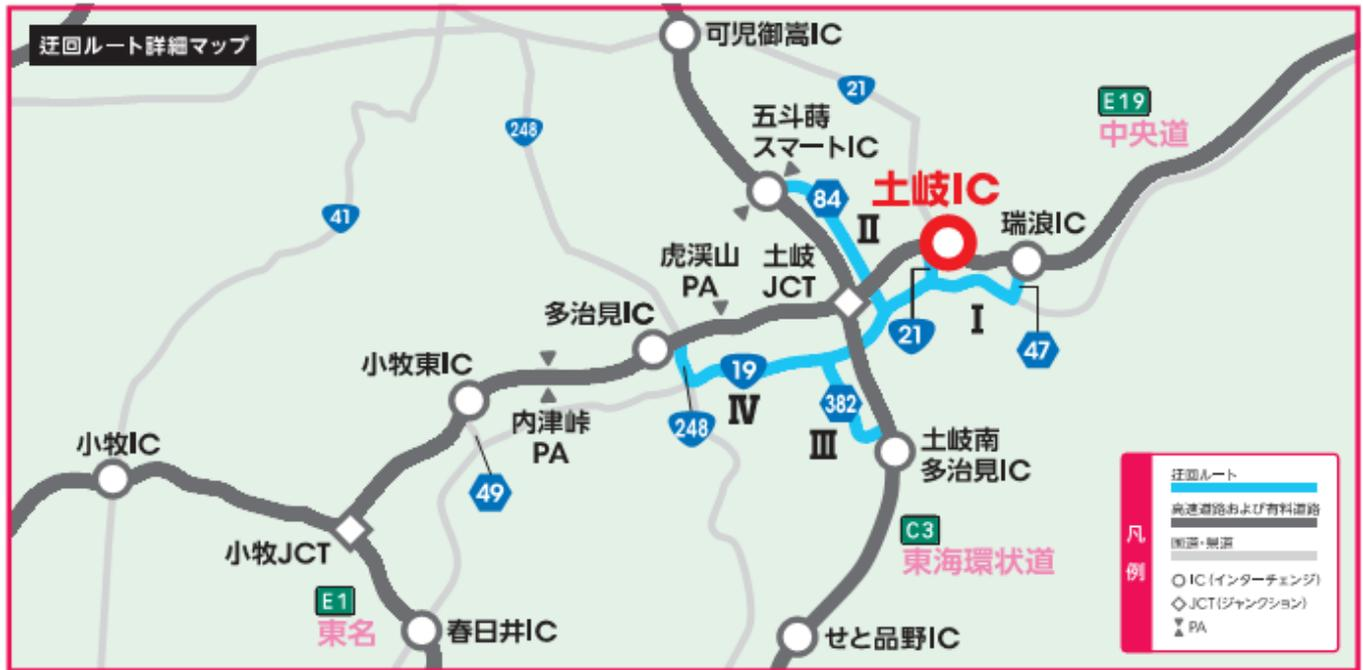 迂回ルート詳細マップ
可児御嵩IC
21
E19
中央道
248
五斗蒔
スマートIC
84
土岐IC
41
II
瑞浪IC
虎渓山
PA
土岐
JCT
多治見IC
21
I
47
小牧東IC
19
IV
382
III
248
内津峠
PA
小牧IC
土岐南
多治見IC
49
小牧JCT
C3
東海環状道
E1
東名
春日井IC
せと品野IC
凡例
迂回ルート
高速道路および有料道路
国道・県道
IC(インターチェンジ)
JCT(ジャンクション)
PA